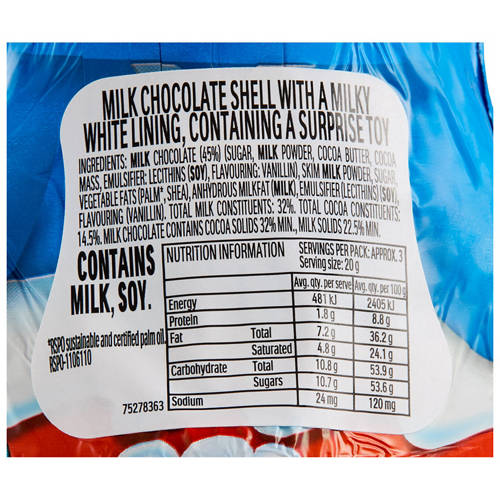 MILK CHOCOLATE SHELL WITH A MILKY
WHITE LINING, CONTAINING A SURPRISE TOY
INGREDIENTS: MILK CHOCOLATE (45%) (SUGAR, MILK POWDER, COCOA BUTTER, COCOA
MASS, EMULSIFIER: LECITHINS (SOY), FLAVOURING: VANILLIN), SKIM MILK POWDER, SUGAR,
VEGETABLE FATS (PALM*, SHEA), ANHYDROUS MILKFAT (MILK), EMULSIFIER (LECITHINS) (SOY),
FLAVOURING (VANILLIN). TOTAL MILK CONSTITUENTS: 32%. TOTAL COCOA CONSTITUENTS:
14.5%. MILK CHOCOLATE CONTAINS COCOA SOLIDS 32% MIN., MILK SOLIDS 22.5% MIN.
CONTAINS
MILK, SOY.
*RSPO sustainable and certified palm oil.
RSPO-1106110
75278363
NUTRITION INFORMATION SERVINGS PER PACK: APPROX. 3
Serving size: 20 g
Avg. qty. per serve Avg. qty. per 100 g
Energy 481 kJ 2405 kJ
Protein 1.8 g 8.8 g
Fat Total 7.2 g 36.2 g
Saturated 4.8 g 24.1 g
Carbohydrate Total 10.8 g 53.9 g
Sugars 10.7 g 53.6 g
Sodium 24 mg 120 mg